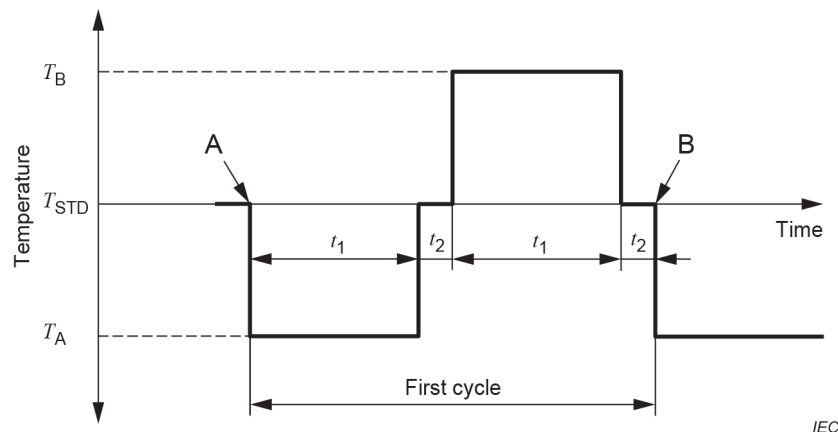 Temperature
T_B
A
B
T_STD
Time
t_1
t_2
t_1
t_2
T_A
First cycle
IEC